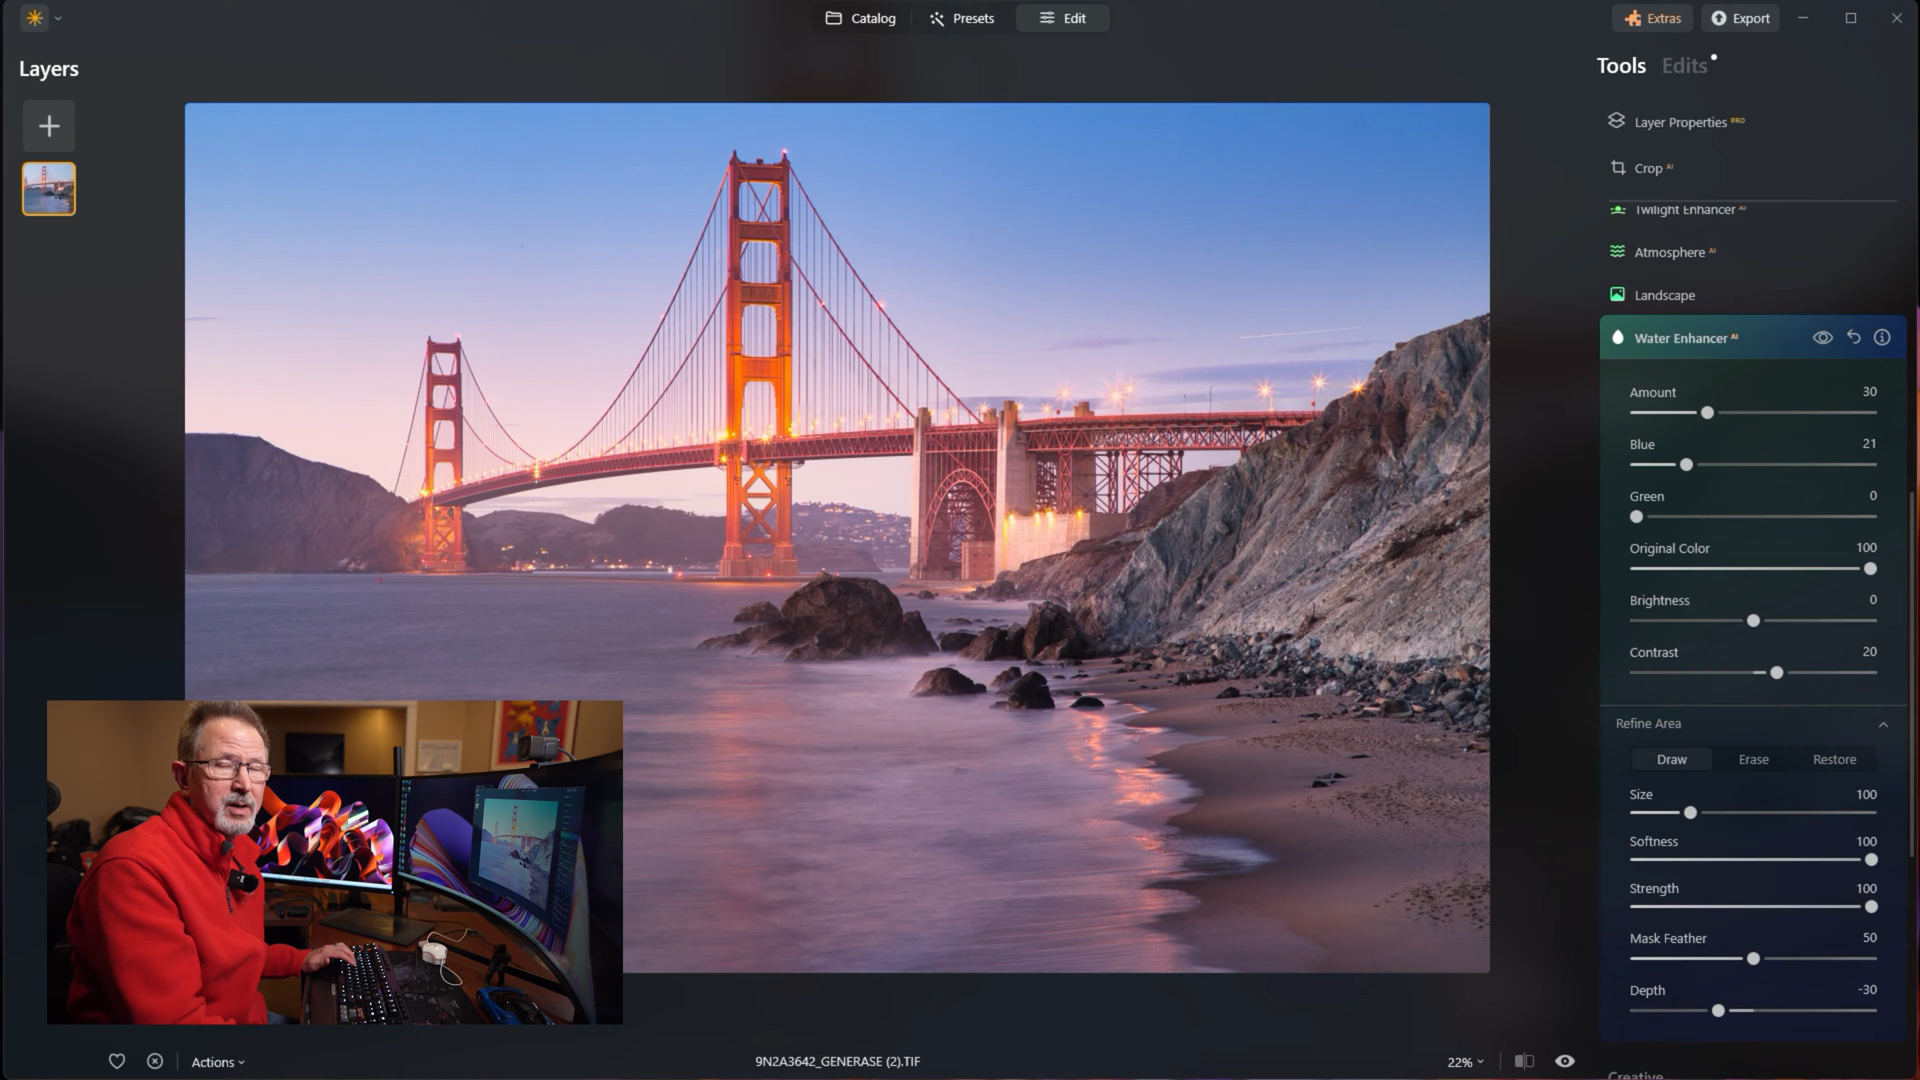 Catalog
Presets
Edit
Extras
Export
Layers
Tools
Edits
Layer Properties PRO
Crop AI
Twilight Enhancer AI
Atmosphere AI
Landscape
Water Enhancer AI
Amount 30
Blue 21
Green 0
Original Color 100
Brightness 0
Contrast 20
Refine Area
Draw Erase Restore
Size 100
Softness 100
Strength 100
Mask Feather 50
Depth -30
Creative
Actions
9N2A3642_GENERASE (2).TIF
22%